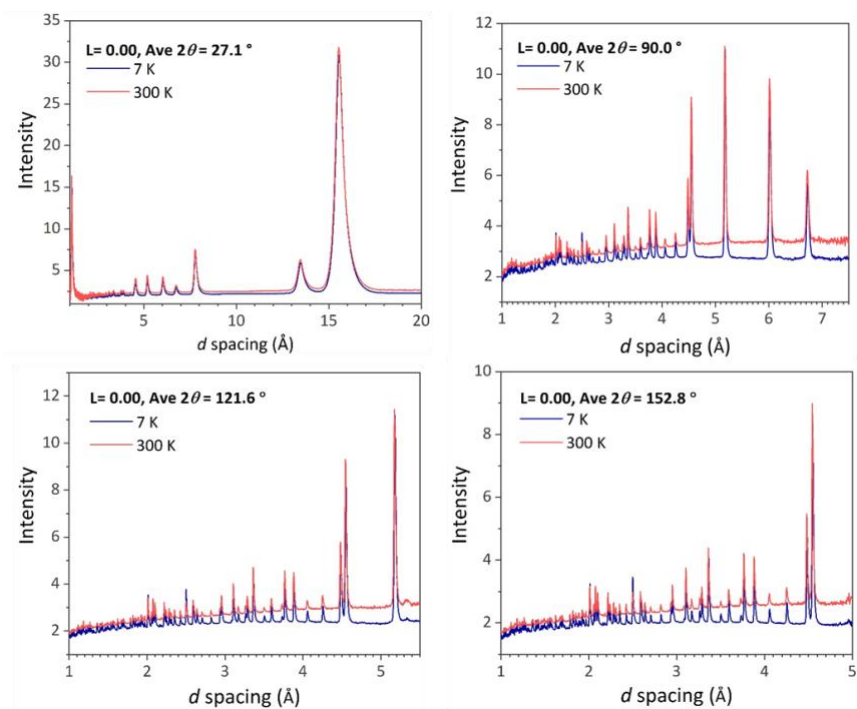 L= 0.00, Ave 2θ = 27.1 °
7 K
300 K
Intensity
35
30
25
20
15
10
5
5 10 15 20
d spacing (Å)
L= 0.00, Ave 2θ = 90.0 °
7 K
300 K
Intensity
12
10
8
6
4
2
1 2 3 4 5 6 7
d spacing (Å)
L= 0.00, Ave 2θ = 121.6 °
7 K
300 K
Intensity
12
10
8
6
4
2
1 2 3 4 5
d spacing (Å)
L= 0.00, Ave 2θ = 152.8 °
7 K
300 K
Intensity
10
8
6
4
2
1 2 3 4 5
d spacing (Å)